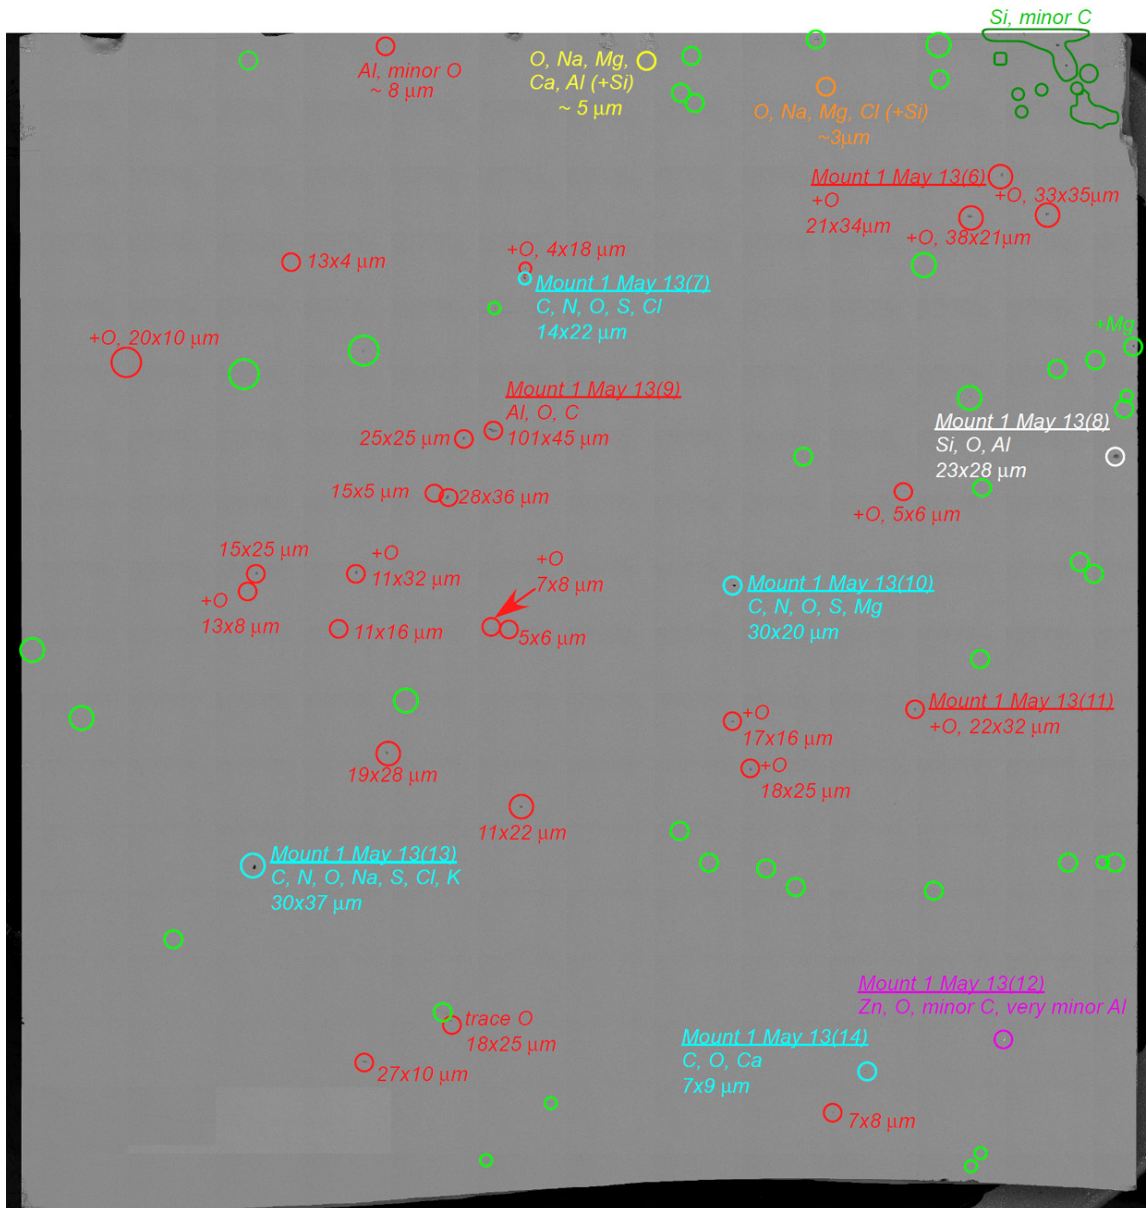 Si, minor C
Al, minor O
~ 8 μm
O, Na, Mg,
Ca, Al (+Si)
~ 5 μm
O, Na, Mg, Cl (+Si)
~3μm
Mount 1 May 13(6)
+O
21x34μm
+O, 33x35μm
+O, 38x21μm
13x4 μm
+O, 4x18 μm
Mount 1 May 13(7)
C, N, O, S, Cl
14x22 μm
+O, 20x10 μm
+Mg
Mount 1 May 13(9)
Al, O, C
101x45 μm
25x25 μm
Mount 1 May 13(8)
Si, O, Al
23x28 μm
15x5 μm
28x36 μm
+O, 5x6 μm
15x25 μm
+O
13x8 μm
+O
11x32 μm
+O
7x8 μm
11x16 μm
5x6 μm
Mount 1 May 13(10)
C, N, O, S, Mg
30x20 μm
Mount 1 May 13(11)
+O, 22x32 μm
+O
17x16 μm
+O
18x25 μm
19x28 μm
11x22 μm
Mount 1 May 13(13)
C, N, O, Na, S, Cl, K
30x37 μm
Mount 1 May 13(12)
Zn, O, minor C, very minor Al
trace O
18x25 μm
27x10 μm
Mount 1 May 13(14)
C, O, Ca
7x9 μm
7x8 μm